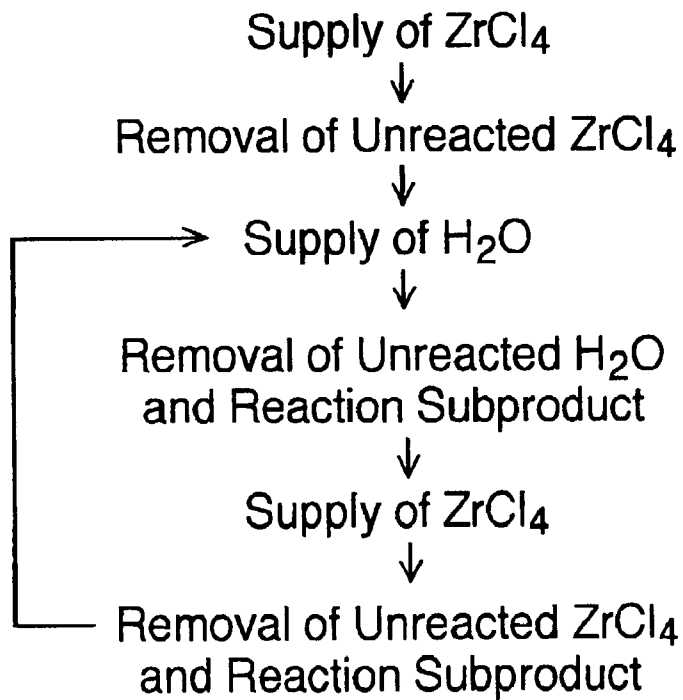 Supply of ZrCl4
Removal of Unreacted ZrCl4
Supply of H2O
Removal of Unreacted H2O
and Reaction Subproduct
Supply of ZrCl4
Removal of Unreacted ZrCl4
and Reaction Subproduct